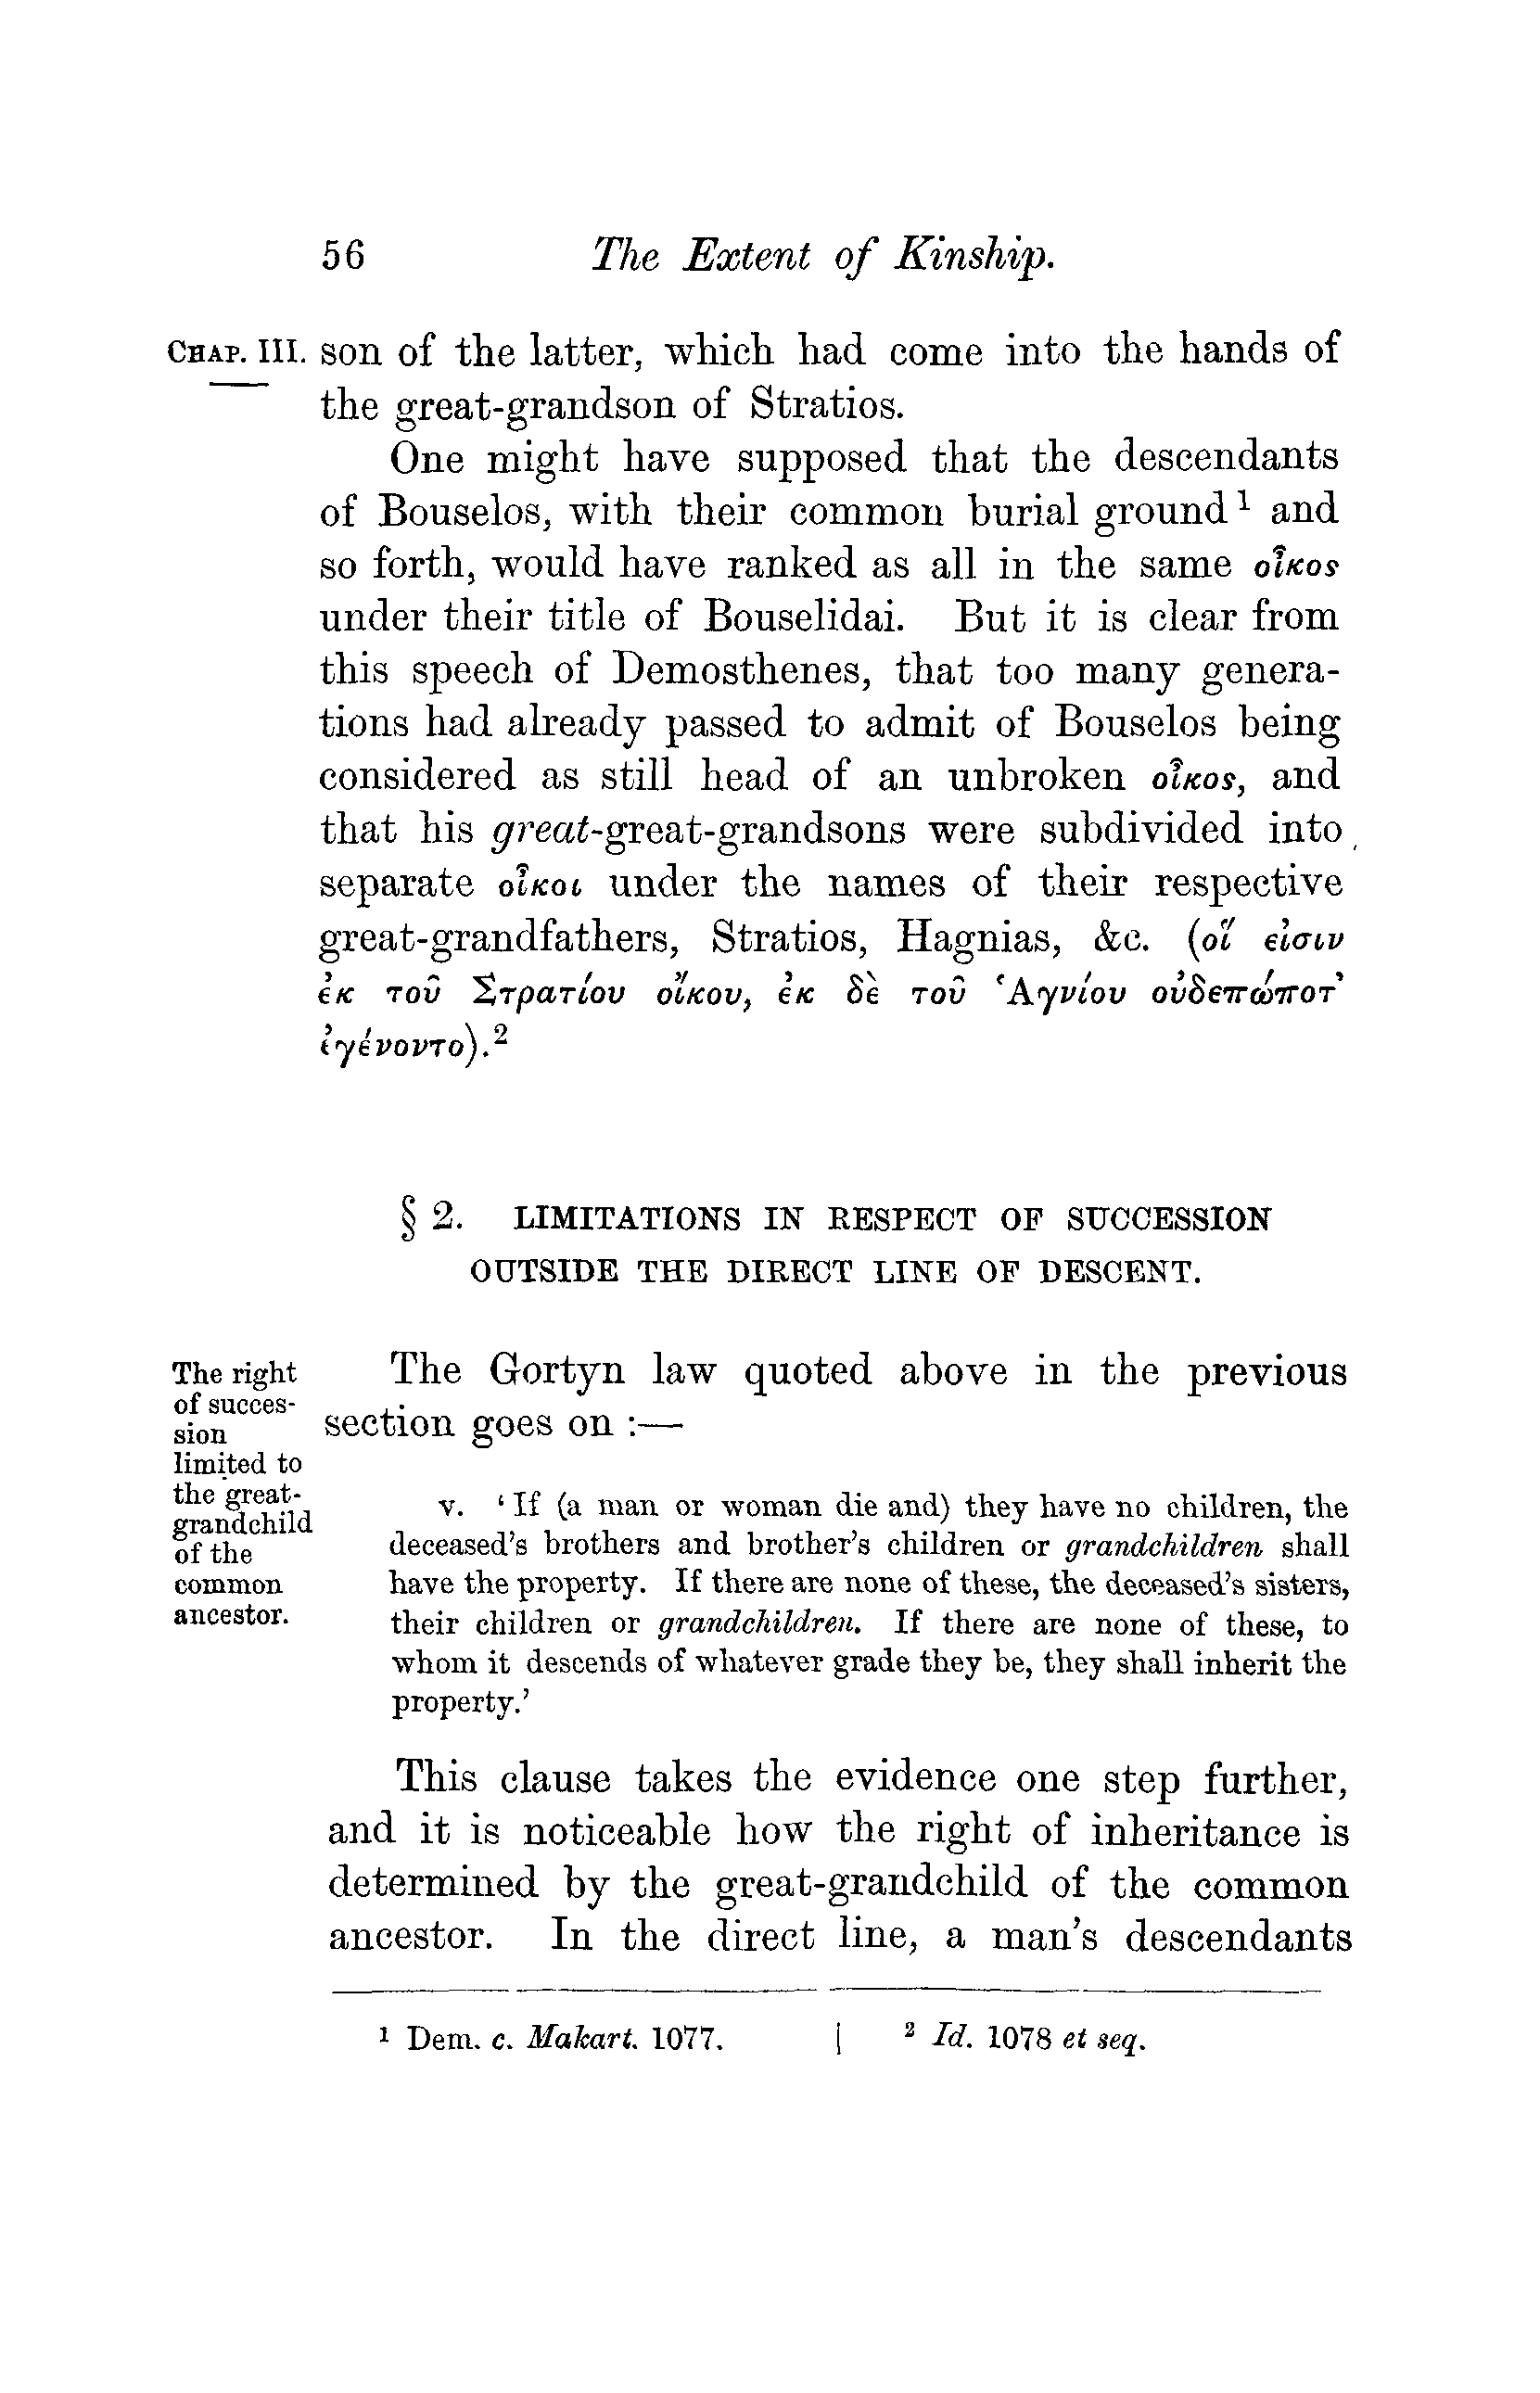 56 The Extent of Kinship.
CHAP. III. son of the latter, which had come into the hands of
the great-grandson of Stratios.
One might have supposed that the descendants
of Bouselos, with their common burial ground ¹ and
so forth, would have ranked as all in the same οἶκος
under their title of Bouselidai. But it is clear from
this speech of Demosthenes, that too many genera-
tions had already passed to admit of Bouselos being
considered as still head of an unbroken οἶκος, and
that his great-great-grandsons were subdivided into
separate οἶκοι under the names of their respective
great-grandfathers, Stratios, Hagnias, &c. (οἵ εἰσιν
ἐκ τοῦ Στρατίου οἴκου, ἐκ δὲ τοῦ Ἁγνίου οὐδεπώποτ'
ἐγένοντο).²
§ 2. LIMITATIONS IN RESPECT OF SUCCESSION
OUTSIDE THE DIRECT LINE OF DESCENT.
The right
of succes-
sion
limited to
the great-
grandchild
of the
common
ancestor.
The Gortyn law quoted above in the previous
section goes on :—
v. ‘If (a man or woman die and) they have no children, the
deceased’s brothers and brother’s children or grandchildren shall
have the property. If there are none of these, the deceased’s sisters,
their children or grandchildren. If there are none of these, to
whom it descends of whatever grade they be, they shall inherit the
property.’
This clause takes the evidence one step further,
and it is noticeable how the right of inheritance is
determined by the great-grandchild of the common
ancestor. In the direct line, a man’s descendants
¹ Dem. c. Makart. 1077. | ² Id. 1078 et seq.